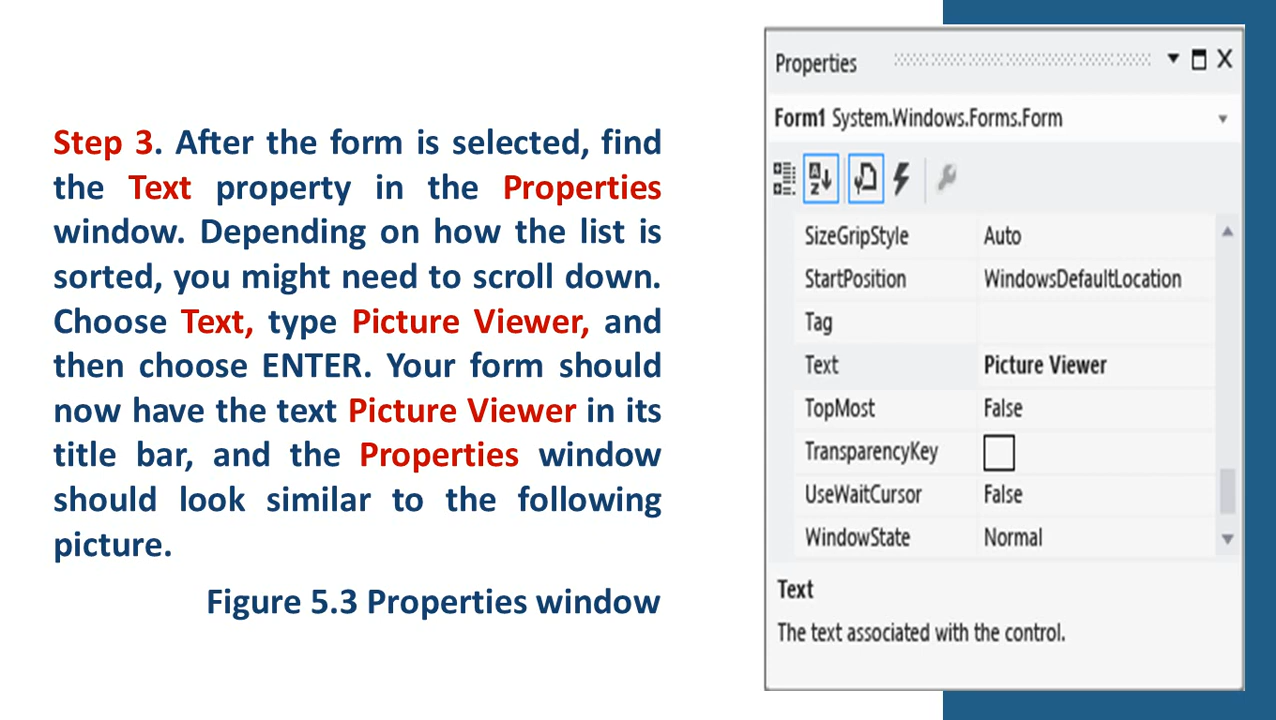 Step 3. After the form is selected, find
the Text property in the Properties
window. Depending on how the list is
sorted, you might need to scroll down.
Choose Text, type Picture Viewer, and
then choose ENTER. Your form should
now have the text Picture Viewer in its
title bar, and the Properties window
should look similar to the following
picture.
Figure 5.3 Properties window
Properties
Form1 System.Windows.Forms.Form
SizeGripStyle Auto
StartPosition WindowsDefaultLocation
Tag
Text Picture Viewer
TopMost False
TransparencyKey
UseWaitCursor False
WindowState Normal
Text
The text associated with the control.